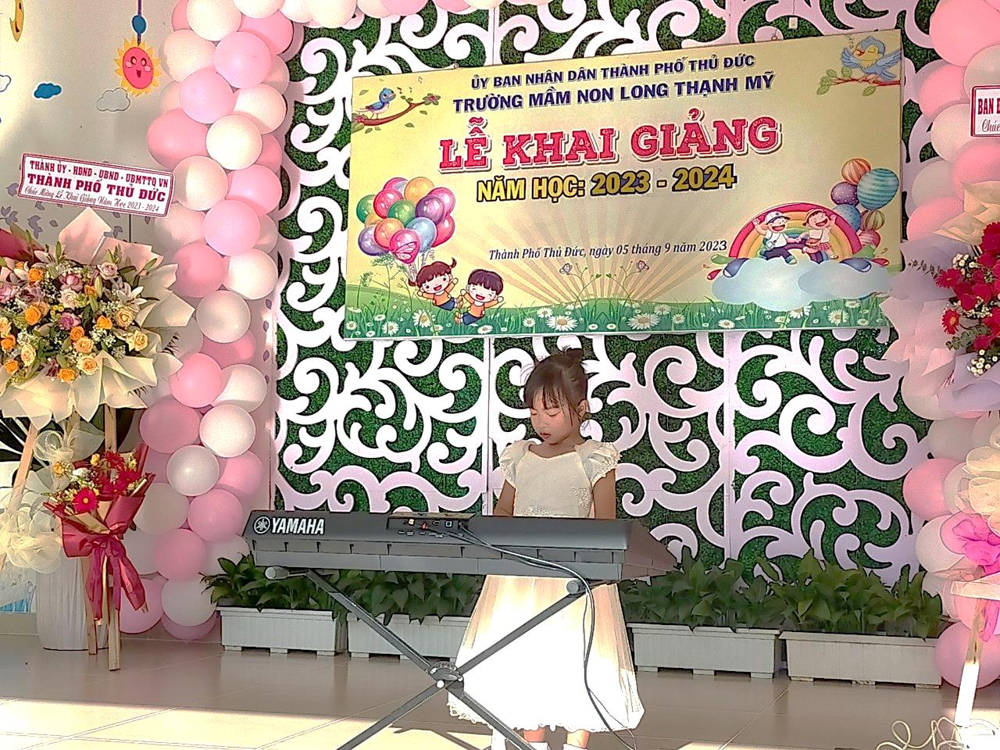 ỦY BAN NHÂN DÂN THÀNH PHỐ THỦ ĐỨC
TRƯỜNG MẦM NON LONG THẠNH MỸ
LỄ KHAI GIẢNG
NĂM HỌC: 2023 - 2024
Thành Phố Thủ Đức, ngày 05 tháng 9 năm 2023
THÀNH ỦY - HĐND - UBND - UBMTTQ VN
THÀNH PHỐ THỦ ĐỨC
Chúc Mừng Lễ Khai Giảng Năm Học 2023 - 2024
BAN
Chúc
YAMAHA